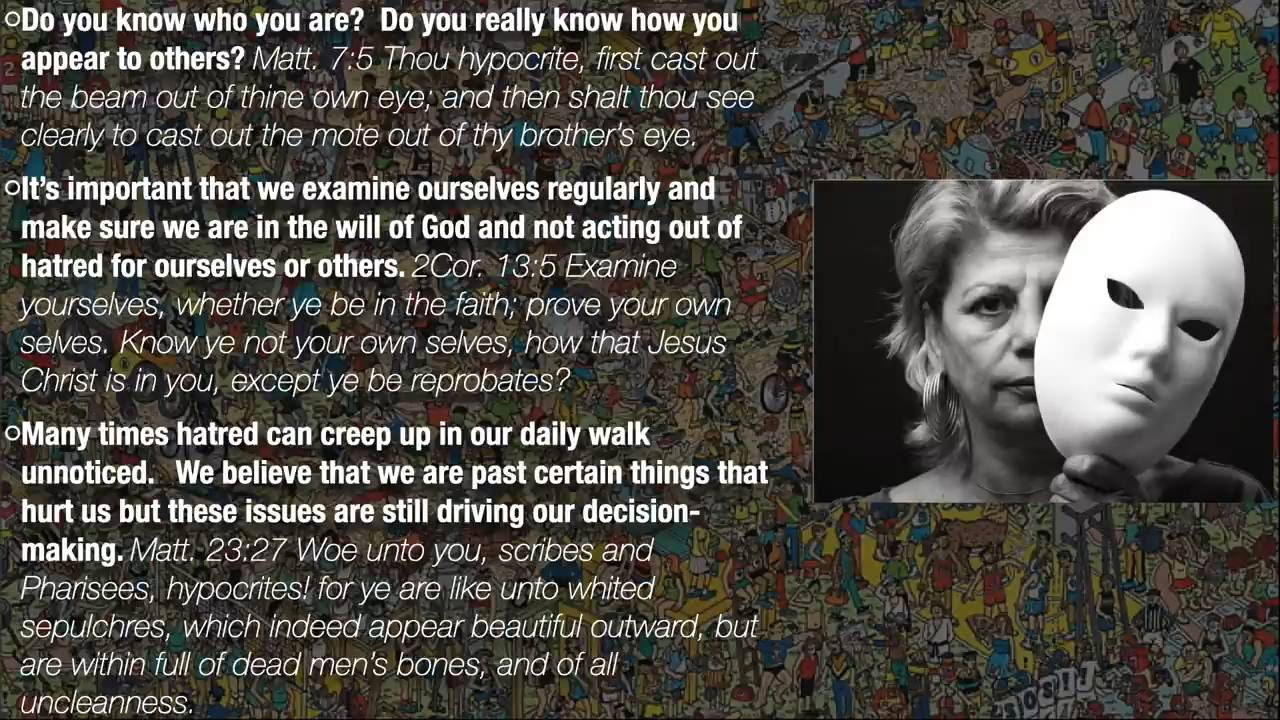 Do you know who you are?  Do you really know how you
appear to others? Matt. 7:5 Thou hypocrite, first cast out
the beam out of thine own eye; and then shalt thou see
clearly to cast out the mote out of thy brother's eye.
It's important that we examine ourselves regularly and
make sure we are in the will of God and not acting out of
hatred for ourselves or others. 2Cor. 13:5 Examine
yourselves, whether ye be in the faith; prove your own
selves. Know ye not your own selves, how that Jesus
Christ is in you, except ye be reprobates?
Many times hatred can creep up in our daily walk
unnoticed.  We believe that we are past certain things that
hurt us but these issues are still driving our decision-
making. Matt. 23:27 Woe unto you, scribes and
Pharisees, hypocrites! for ye are like unto whited
sepulchres, which indeed appear beautiful outward, but
are within full of dead men's bones, and of all
uncleanness.